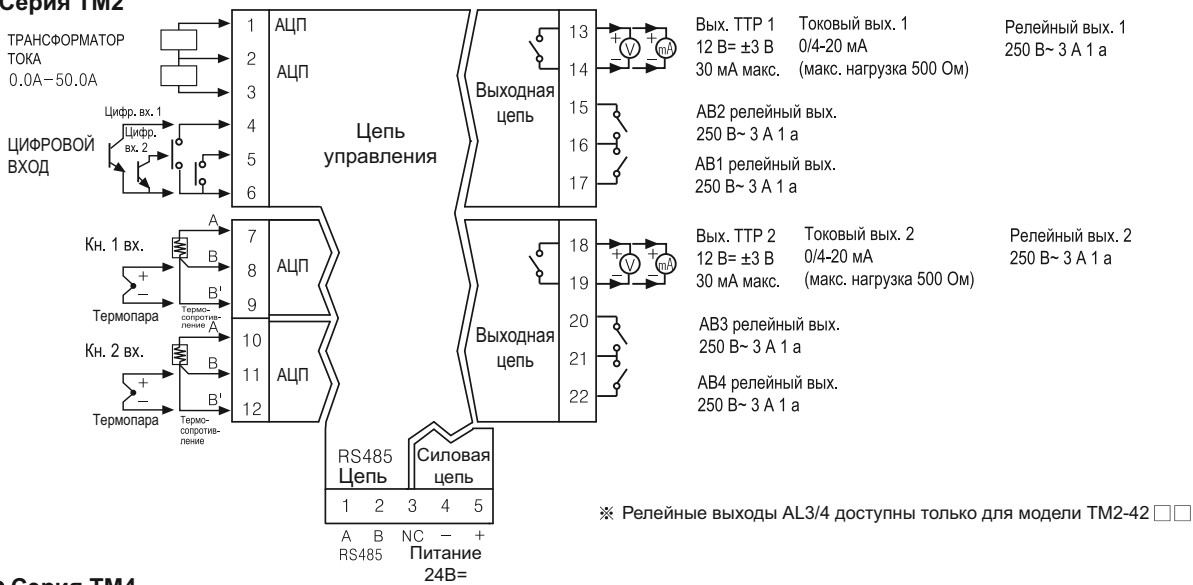 Серия TM2
ТРАНСФОРМАТОР
ТОКА
0.0A–50.0A
1
2
3
АЦП
АЦП
ЦИФРОВОЙ
ВХОД
Цифр. вх. 1
Цифр.
вх. 2
4
5
6
Цепь
управления
Кн. 1 вх.
+
–
Термопара
A
B
B'
Термо-
сопротив-
ление
7
8
9
АЦП
Кн. 2 вх.
+
–
Термопара
A
B
B'
Термо-
сопротив-
ление
10
11
12
АЦП
Выходная
цепь
13
14
15
16
17
+
–
V
+
–
mA
Вых. ТТР 1
12 В= ±3 В
30 мА макс.
Токовый вых. 1
0/4-20 мА
(макс. нагрузка 500 Ом)
Релейный вых. 1
250 В~ 3 А 1 а
АВ2 релейный вых.
250 В~ 3 А 1 а
АВ1 релейный вых.
250 В~ 3 А 1 а
Выходная
цепь
18
19
20
21
22
+
–
V
+
–
mA
Вых. ТТР 2
12 В= ±3 В
30 мА макс.
Токовый вых. 2
0/4-20 мА
(макс. нагрузка 500 Ом)
Релейный вых. 2
250 В~ 3 А 1 а
АВ3 релейный вых.
250 В~ 3 А 1 а
АВ4 релейный вых.
250 В~ 3 А 1 а
RS485
Цепь
Силовая
цепь
1 2 3 4 5
A B NC – +
RS485 Питание
24В=
※ Релейные выходы AL3/4 доступны только для модели TM2-42 □□
Серия TM4